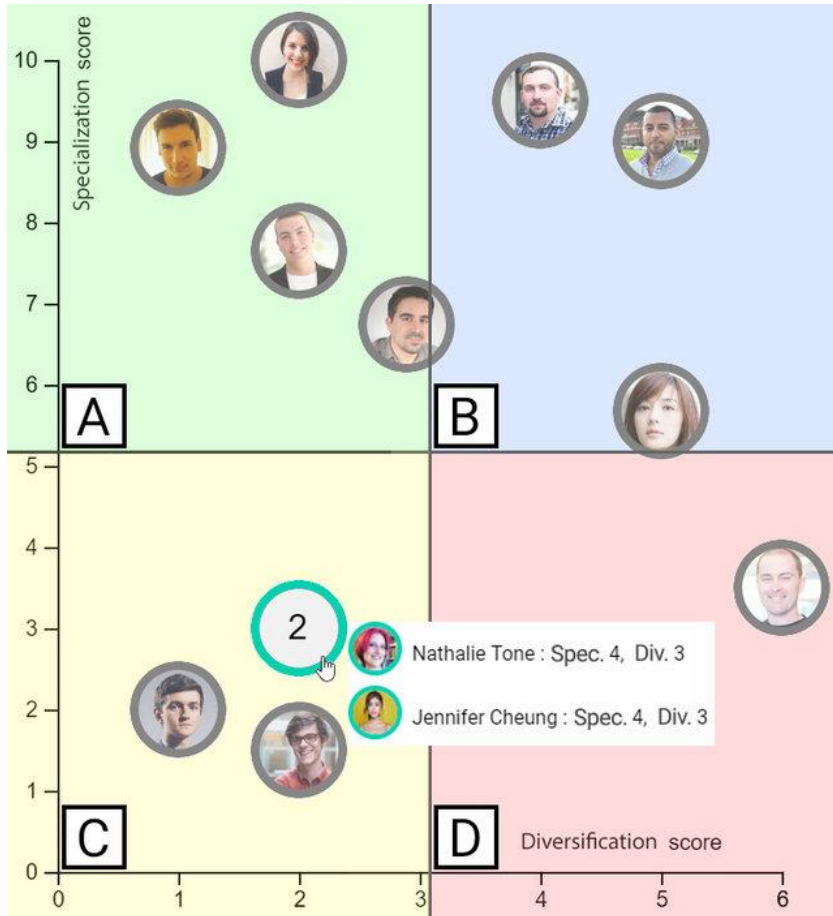 Specialization score
10
9
8
7
6
A
B
5
4
3
2
Nathalie Tone : Spec. 4, Div. 3
2
Jennifer Cheung : Spec. 4, Div. 3
1
C
D
Diversification score
0
0 1 2 3 4 5 6